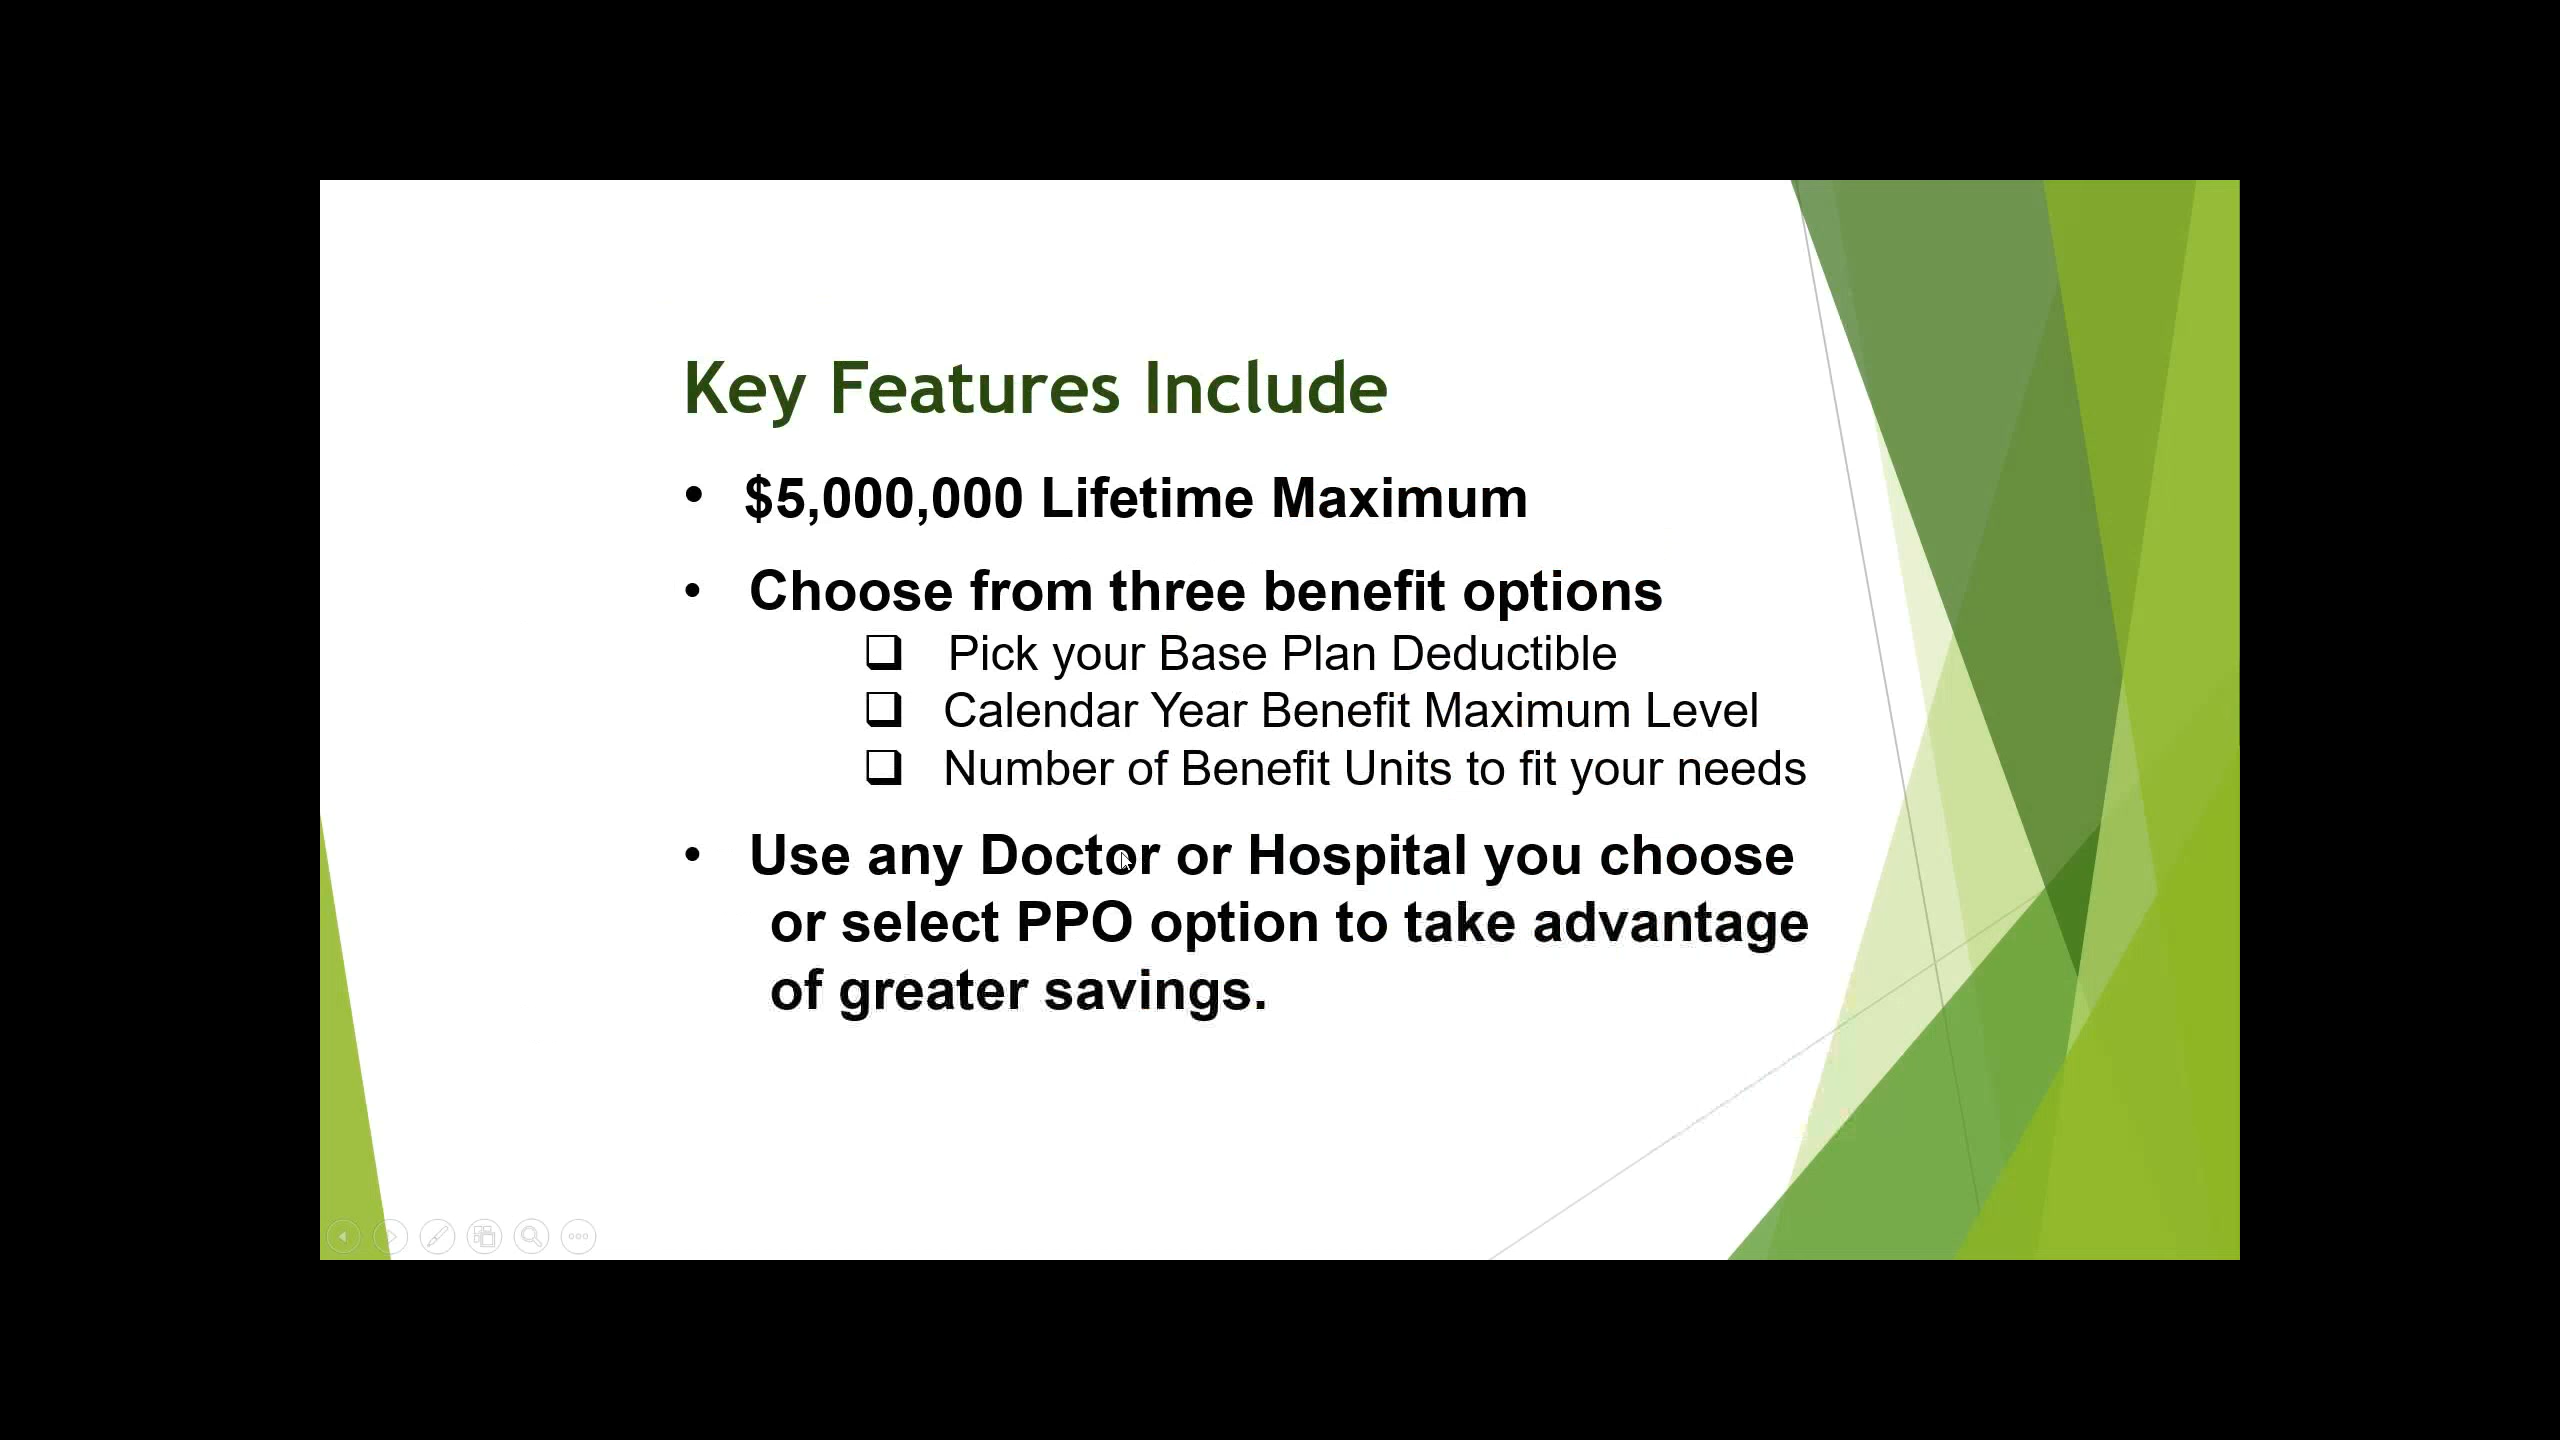 Key Features Include
• $5,000,000 Lifetime Maximum
• Choose from three benefit options
❑ Pick your Base Plan Deductible
❑ Calendar Year Benefit Maximum Level
❑ Number of Benefit Units to fit your needs
• Use any Doctor or Hospital you choose
or select PPO option to take advantage
of greater savings.